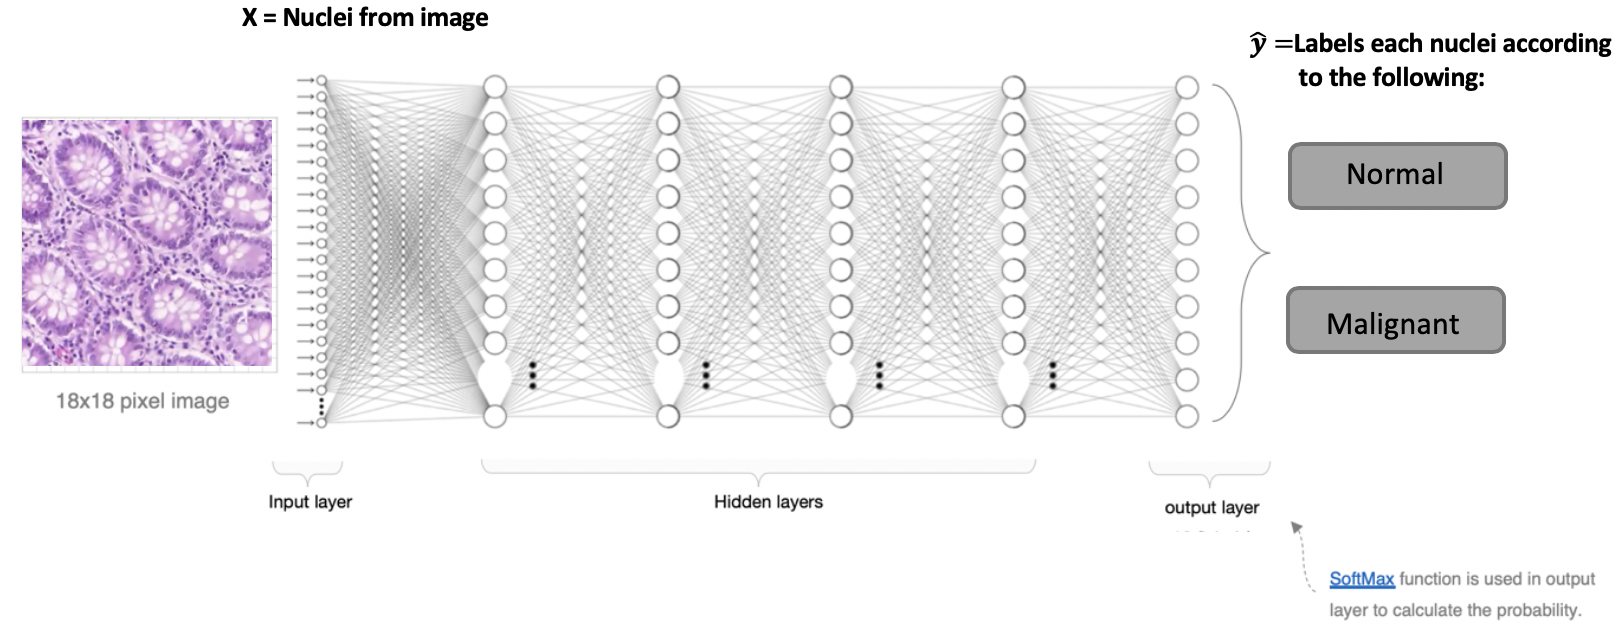 X = Nuclei from image
ŷ =Labels each nuclei according
to the following:
Normal
Malignant
18x18 pixel image
Input layer
Hidden layers
output layer
SoftMax function is used in output
layer to calculate the probability.